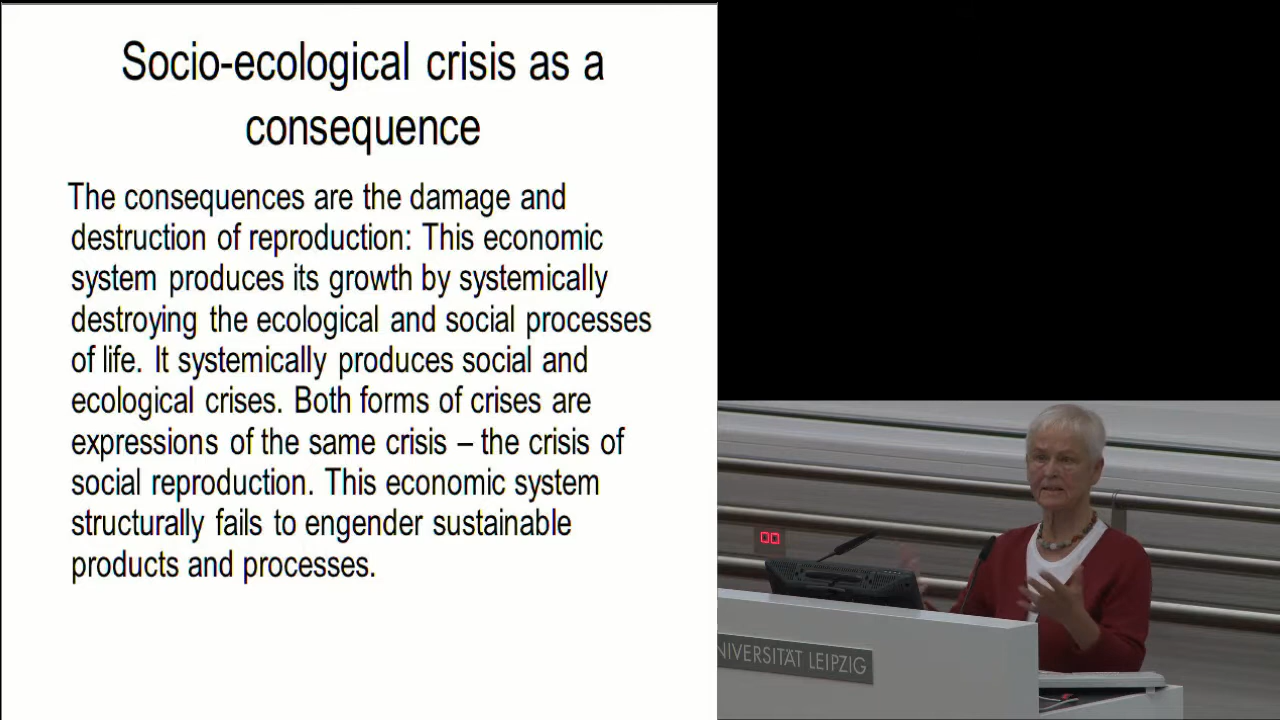 Socio-ecological crisis as a
consequence
The consequences are the damage and
destruction of reproduction: This economic
system produces its growth by systemically
destroying the ecological and social processes
of life. It systemically produces social and
ecological crises. Both forms of crises are
expressions of the same crisis – the crisis of
social reproduction. This economic system
structurally fails to engender sustainable
products and processes.
00
NIVERSITÄT LEIPZIG